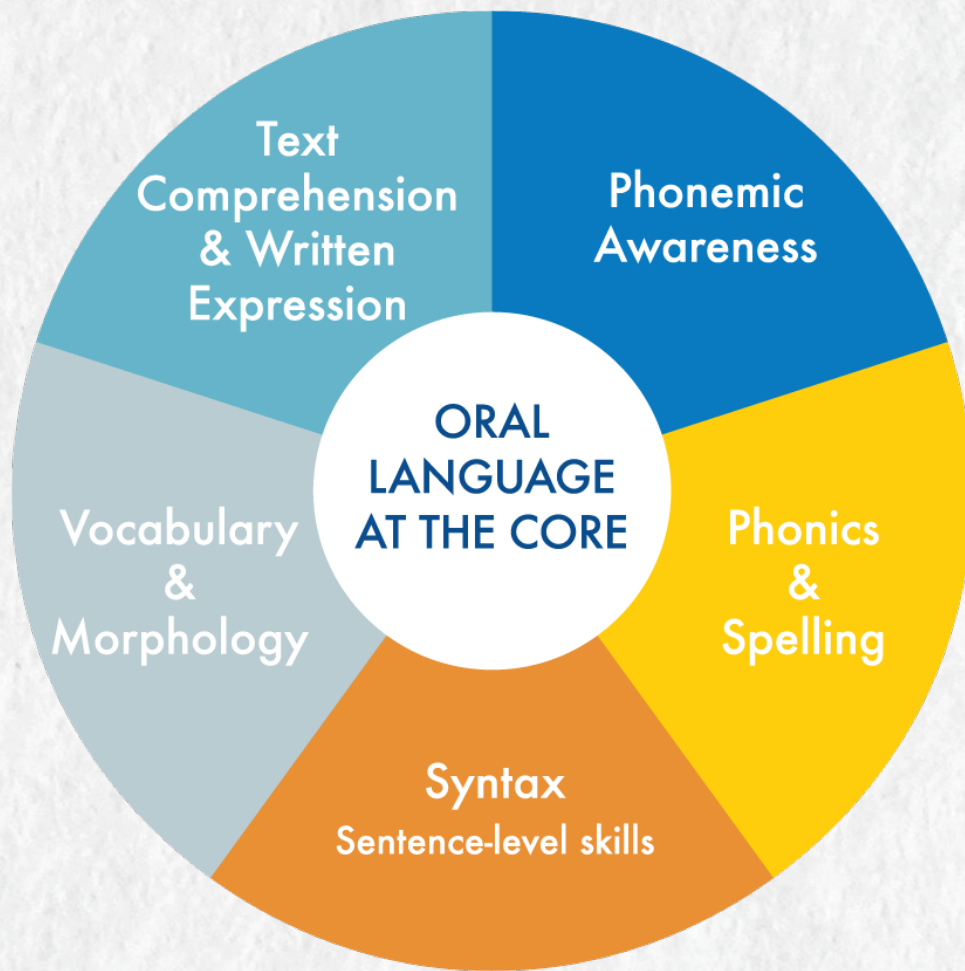 Text
Comprehension
& Written
Expression
Phonemic
Awareness
ORAL
LANGUAGE
AT THE CORE
Vocabulary
&
Morphology
Phonics
&
Spelling
Syntax
Sentence-level skills